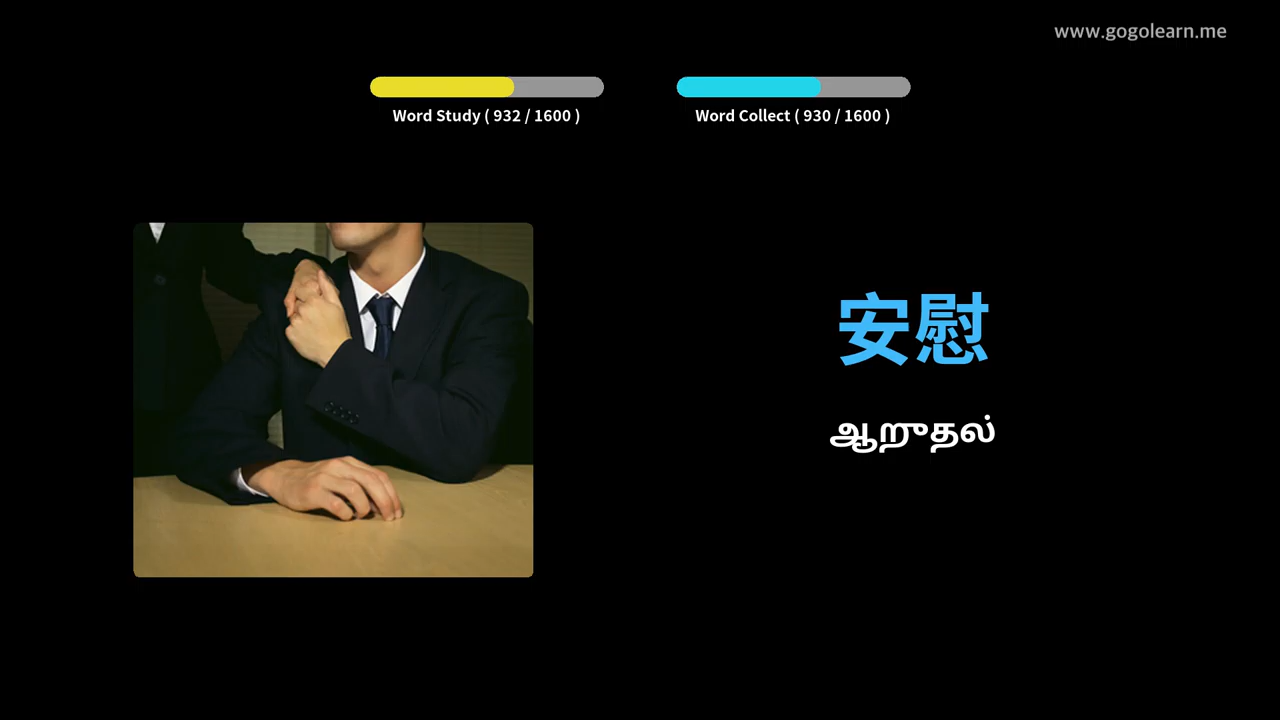 www.gogolearn.me
Word Study ( 932 / 1600 )
Word Collect ( 930 / 1600 )
安慰
ஆறுதல்